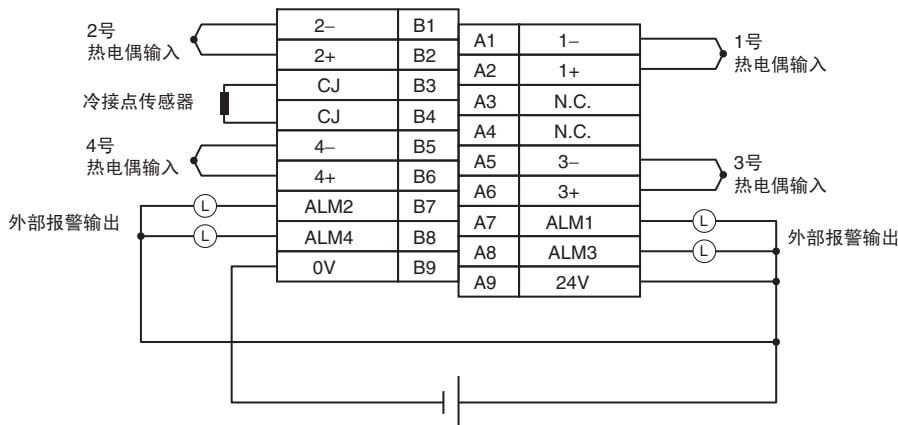 2号
热电偶输入
冷接点传感器
4号
热电偶输入
外部报警输出
2− B1
2+ B2
CJ B3
CJ B4
4− B5
4+ B6
ALM2 B7
ALM4 B8
0V B9
A1 1−
A2 1+
A3 N.C.
A4 N.C.
A5 3−
A6 3+
A7 ALM1
A8 ALM3
A9 24V
1号
热电偶输入
3号
热电偶输入
外部报警输出
L
L
L
L